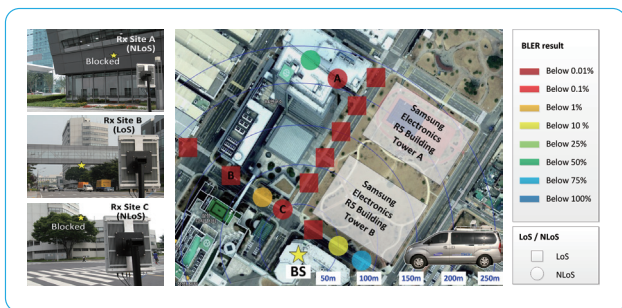 Rx Site A
(NLoS)
Blocked
Rx Site B
(LoS)
Rx Site C
(NLoS)
Blocked
A
B
C
Samsung
Electronics
R5 Building
Tower A
Samsung
Electronics
R5 Building
Tower B
BS
50m
100m
150m
200m
250m
BLER result
Below 0.01%
Below 0.1%
Below 1%
Below 10 %
Below 25%
Below 50%
Below 75%
Below 100%
LoS / NLoS
LoS
NLoS